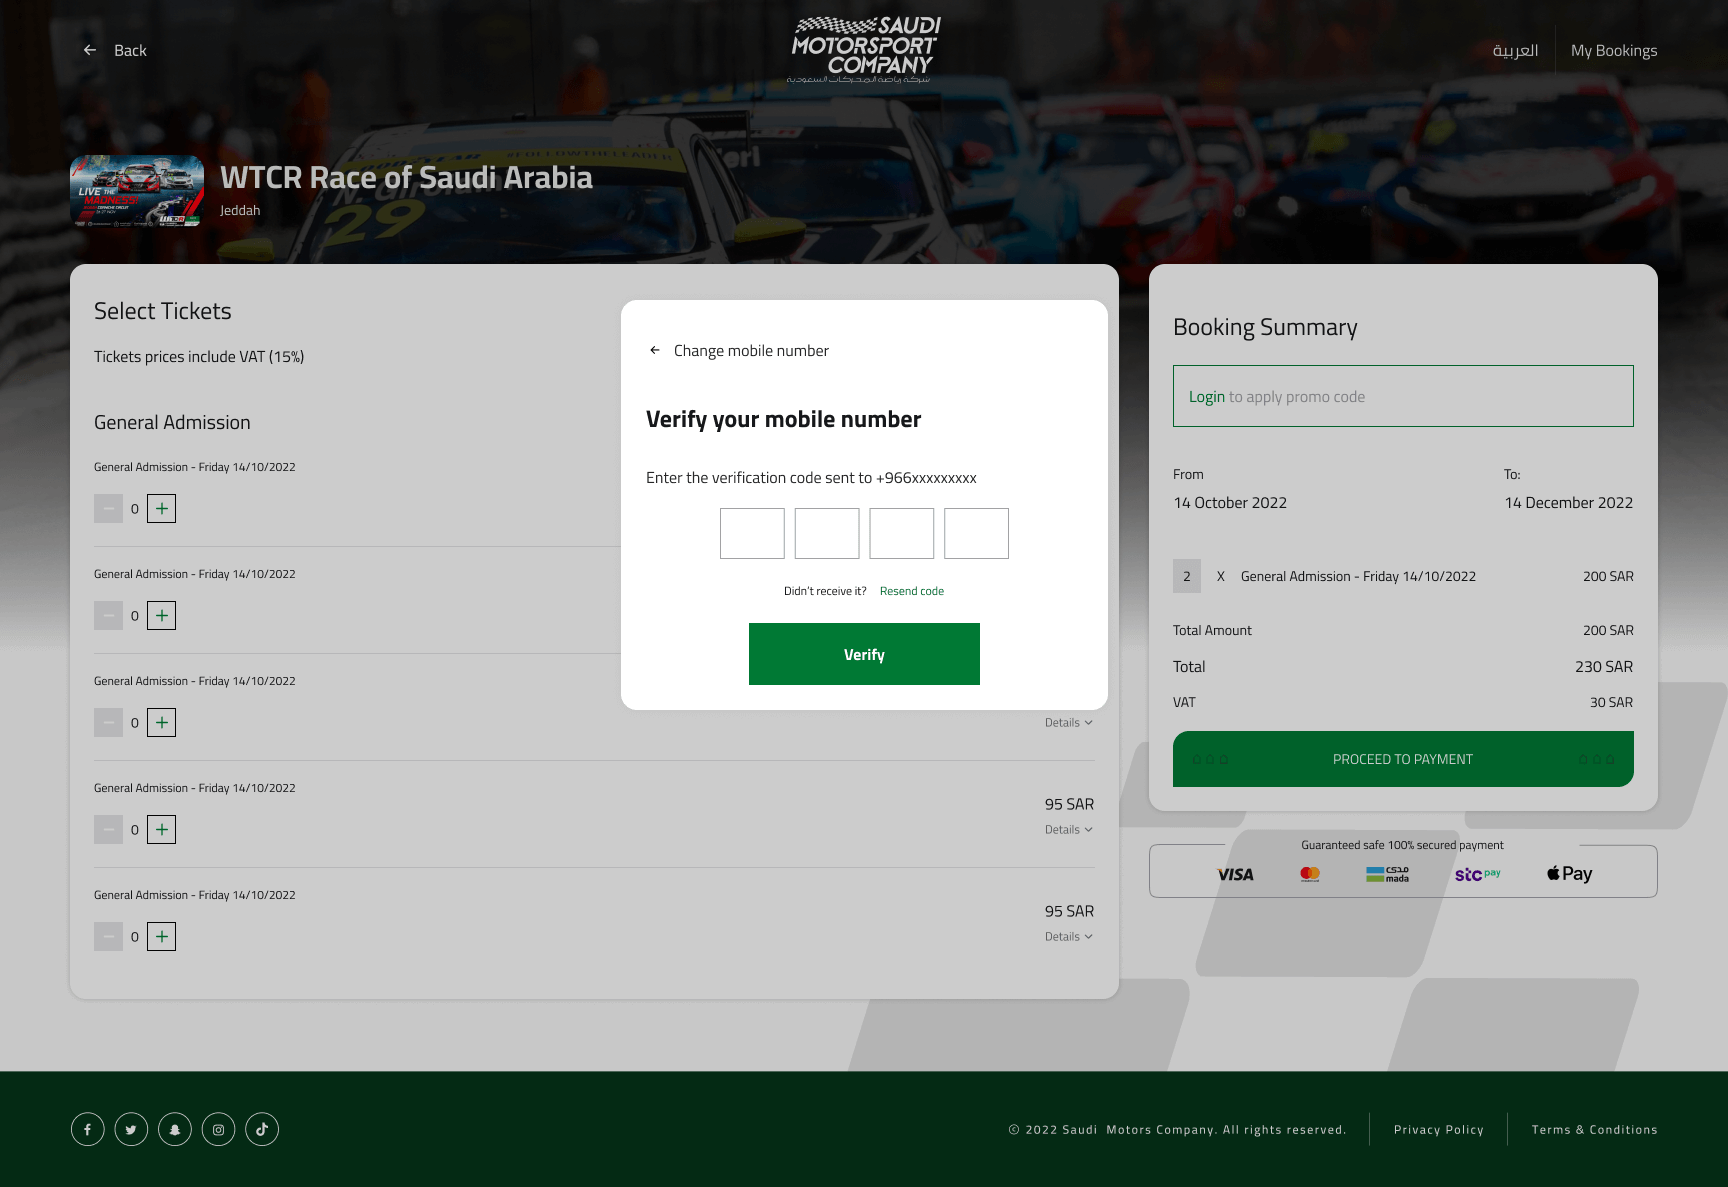 Back
SAUDI
MOTORSPORT
COMPANY
شركة رياضة المحركات السعودية
العربية
My Bookings
LIVE THE
MADNESS!
WTCR Race of Saudi Arabia
Jeddah
29
Select Tickets
Tickets prices include VAT (15%)
General Admission
General Admission - Friday 14/10/2022
0
General Admission - Friday 14/10/2022
0
General Admission - Friday 14/10/2022
0
Details
General Admission - Friday 14/10/2022
0
95 SAR
Details
General Admission - Friday 14/10/2022
0
95 SAR
Details
Change mobile number
Verify your mobile number
Enter the verification code sent to +966xxxxxxxxx
Didn't receive it? Resend code
Verify
Booking Summary
Login to apply promo code
From To:
14 October 2022 14 December 2022
2 X General Admission - Friday 14/10/2022 200 SAR
Total Amount 200 SAR
Total 230 SAR
VAT 30 SAR
PROCEED TO PAYMENT
Guaranteed safe 100% secured payment
VISA
مدى
mada
stc pay
Pay
© 2022 Saudi Motors Company. All rights reserved.
Privacy Policy
Terms & Conditions